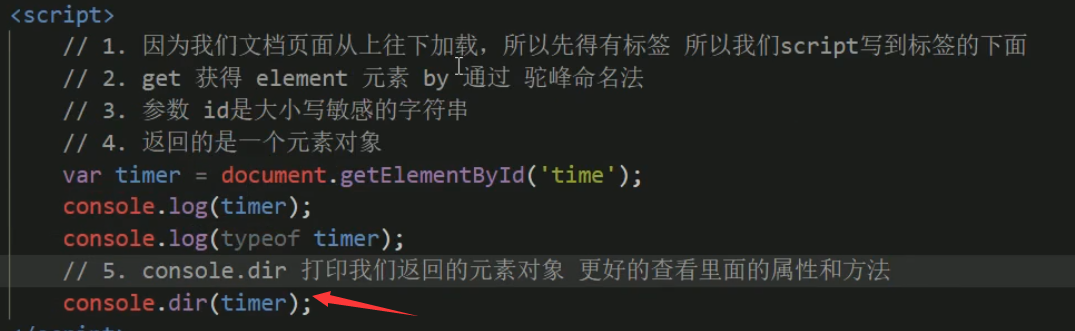 <script>
// 1. 因为我们文档页面从上往下加载，所以先得有标签 所以我们script写到标签的下面
// 2. get 获得 element 元素 by 通过 驼峰命名法
// 3. 参数 id是大小写敏感的字符串
// 4. 返回的是一个元素对象
var timer = document.getElementById('time');
console.log(timer);
console.log(typeof timer);
// 5. console.dir 打印我们返回的元素对象 更好的查看里面的属性和方法
console.dir(timer);